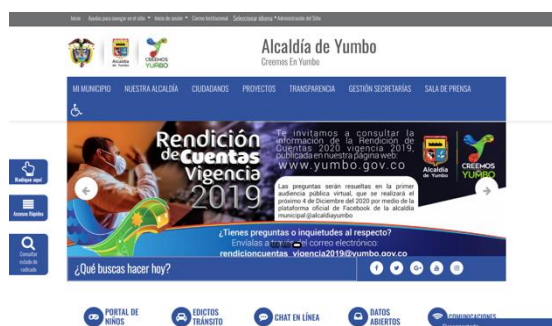 Inicio Ayudas para navegar en el sitio Inicio de sesión Correo Institucional Seleccionar idioma Administración del Sitio
Alcaldía de Yumbo
Creemos En Yumbo
Alcaldía
de Yumbo
CREEMOS
YUMBO
MI MUNICIPIO NUESTRA ALCALDÍA CIUDADANOS PROYECTOS TRANSPARENCIA GESTIÓN SECRETARÍAS SALA DE PRENSA
Rendición
de Cuentas
Vigencia
2019
Te invitamos a consultar la
información de la Rendición de
Cuentas 2020 vigencia 2019,
publicada en nuestra página web:
www.yumbo.gov.co
Las preguntas serán resueltas en la primer
audiencia pública virtual, que se realizará el
próximo 4 de Diciembre del 2020 por medio de la
plataforma oficial de Facebook de la alcaldía
municipal @alcaldiayumbo
Alcaldía
de Yumbo
CREEMOS
YUMBO
¿Tienes preguntas o inquietudes al respecto?
Envíalas a través del correo electrónico:
rendicioncuentas_vigencia2019@yumbo.gov.co
Radique aquí
Accesos Rápidos
Consultar
estado de
radicado
¿Qué buscas hacer hoy?
PORTAL DE
NIÑOS
EDICTOS
TRÁNSITO
CHAT EN LÍNEA
DATOS
ABIERTOS
COMUNICACIONES